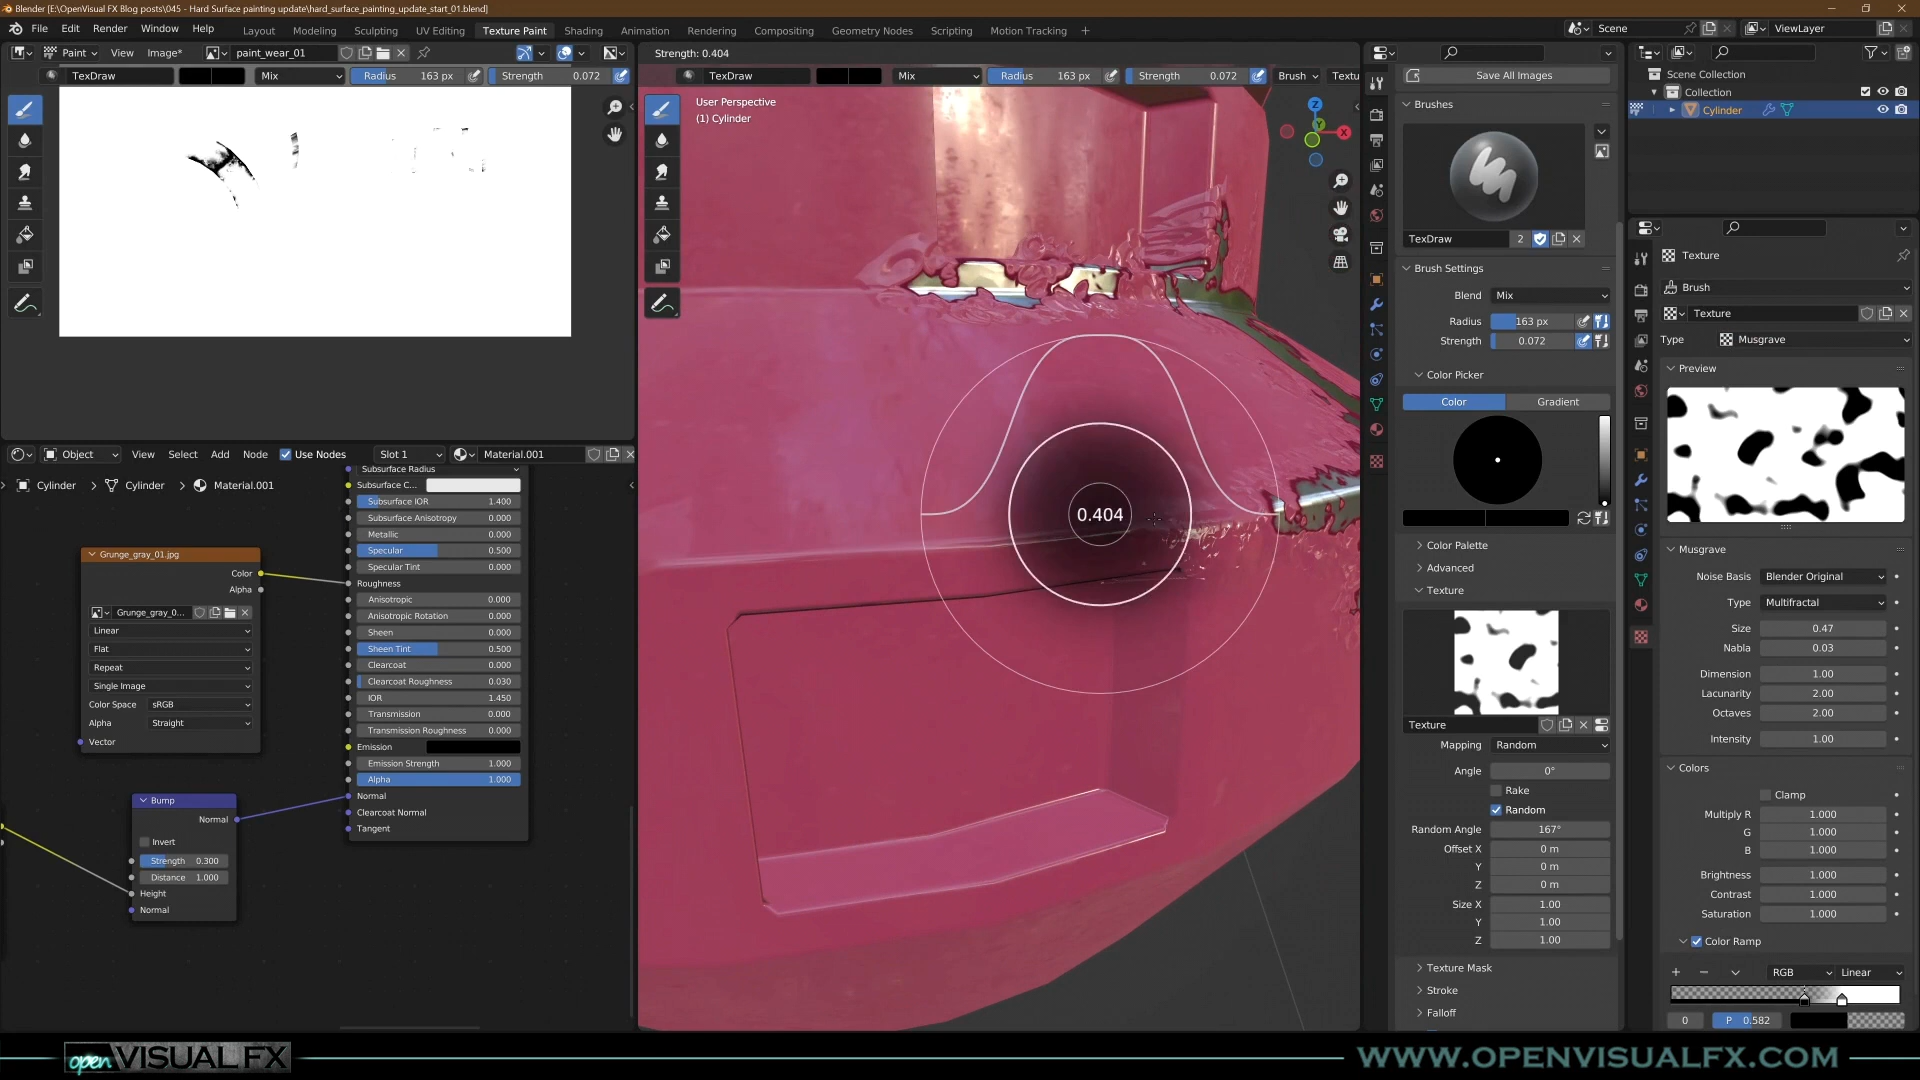 Blender [E:\OpenVisual FX Blog posts\045 - Hard Surface painting update\hard_surface_painting_update_start_01.blend]
File Edit Render Window Help Layout Modeling Sculpting UV Editing Texture Paint Shading Animation Rendering Compositing Geometry Nodes Scripting Motion Tracking + Scene ViewLayer
Paint View Image* paint_wear_01
TexDraw Mix Radius 163 px Strength 0.072
Strength: 0.404
TexDraw Mix Radius 163 px Strength 0.072 Brush Textu
User Perspective
(1) Cylinder
Z
Y
X
0.404
Object View Select Add Node Use Nodes Slot 1 Material.001
Cylinder Cylinder Material.001
Grunge_gray_01.jpg
Color
Alpha
Grunge_gray_0...
Linear
Flat
Repeat
Single Image
Color Space sRGB
Alpha Straight
Vector
Bump
Normal
Invert
Strength 0.300
Distance 1.000
Height
Normal
Subsurface Radius
Subsurface C...
Subsurface IOR 1.400
Subsurface Anisotropy 0.000
Metallic 0.000
Specular 0.500
Specular Tint 0.000
Roughness
Anisotropic 0.000
Anisotropic Rotation 0.000
Sheen 0.000
Sheen Tint 0.500
Clearcoat 0.000
Clearcoat Roughness 0.030
IOR 1.450
Transmission 0.000
Transmission Roughness 0.000
Emission
Emission Strength 1.000
Alpha 1.000
Normal
Clearcoat Normal
Tangent
Save All Images
Brushes
TexDraw 2
Brush Settings
Blend Mix
Radius 163 px
Strength 0.072
Color Picker
Color Gradient
Color Palette
Advanced
Texture
Texture
Mapping Random
Angle 0°
Rake
Random
Random Angle 167°
Offset X 0 m
Y 0 m
Z 0 m
Size X 1.00
Y 1.00
Z 1.00
Texture Mask
Stroke
Falloff
Scene Collection
Collection
Cylinder
Texture
Brush
Texture
Type Musgrave
Preview
Musgrave
Noise Basis Blender Original
Type Multifractal
Size 0.47
Nabla 0.03
Dimension 1.00
Lacunarity 2.00
Octaves 2.00
Intensity 1.00
Colors
Clamp
Multiply R 1.000
G 1.000
B 1.000
Brightness 1.000
Contrast 1.000
Saturation 1.000
Color Ramp
+ − RGB Linear
0 P 0.582
open VISUALFX
WWW.OPENVISUALFX.COM